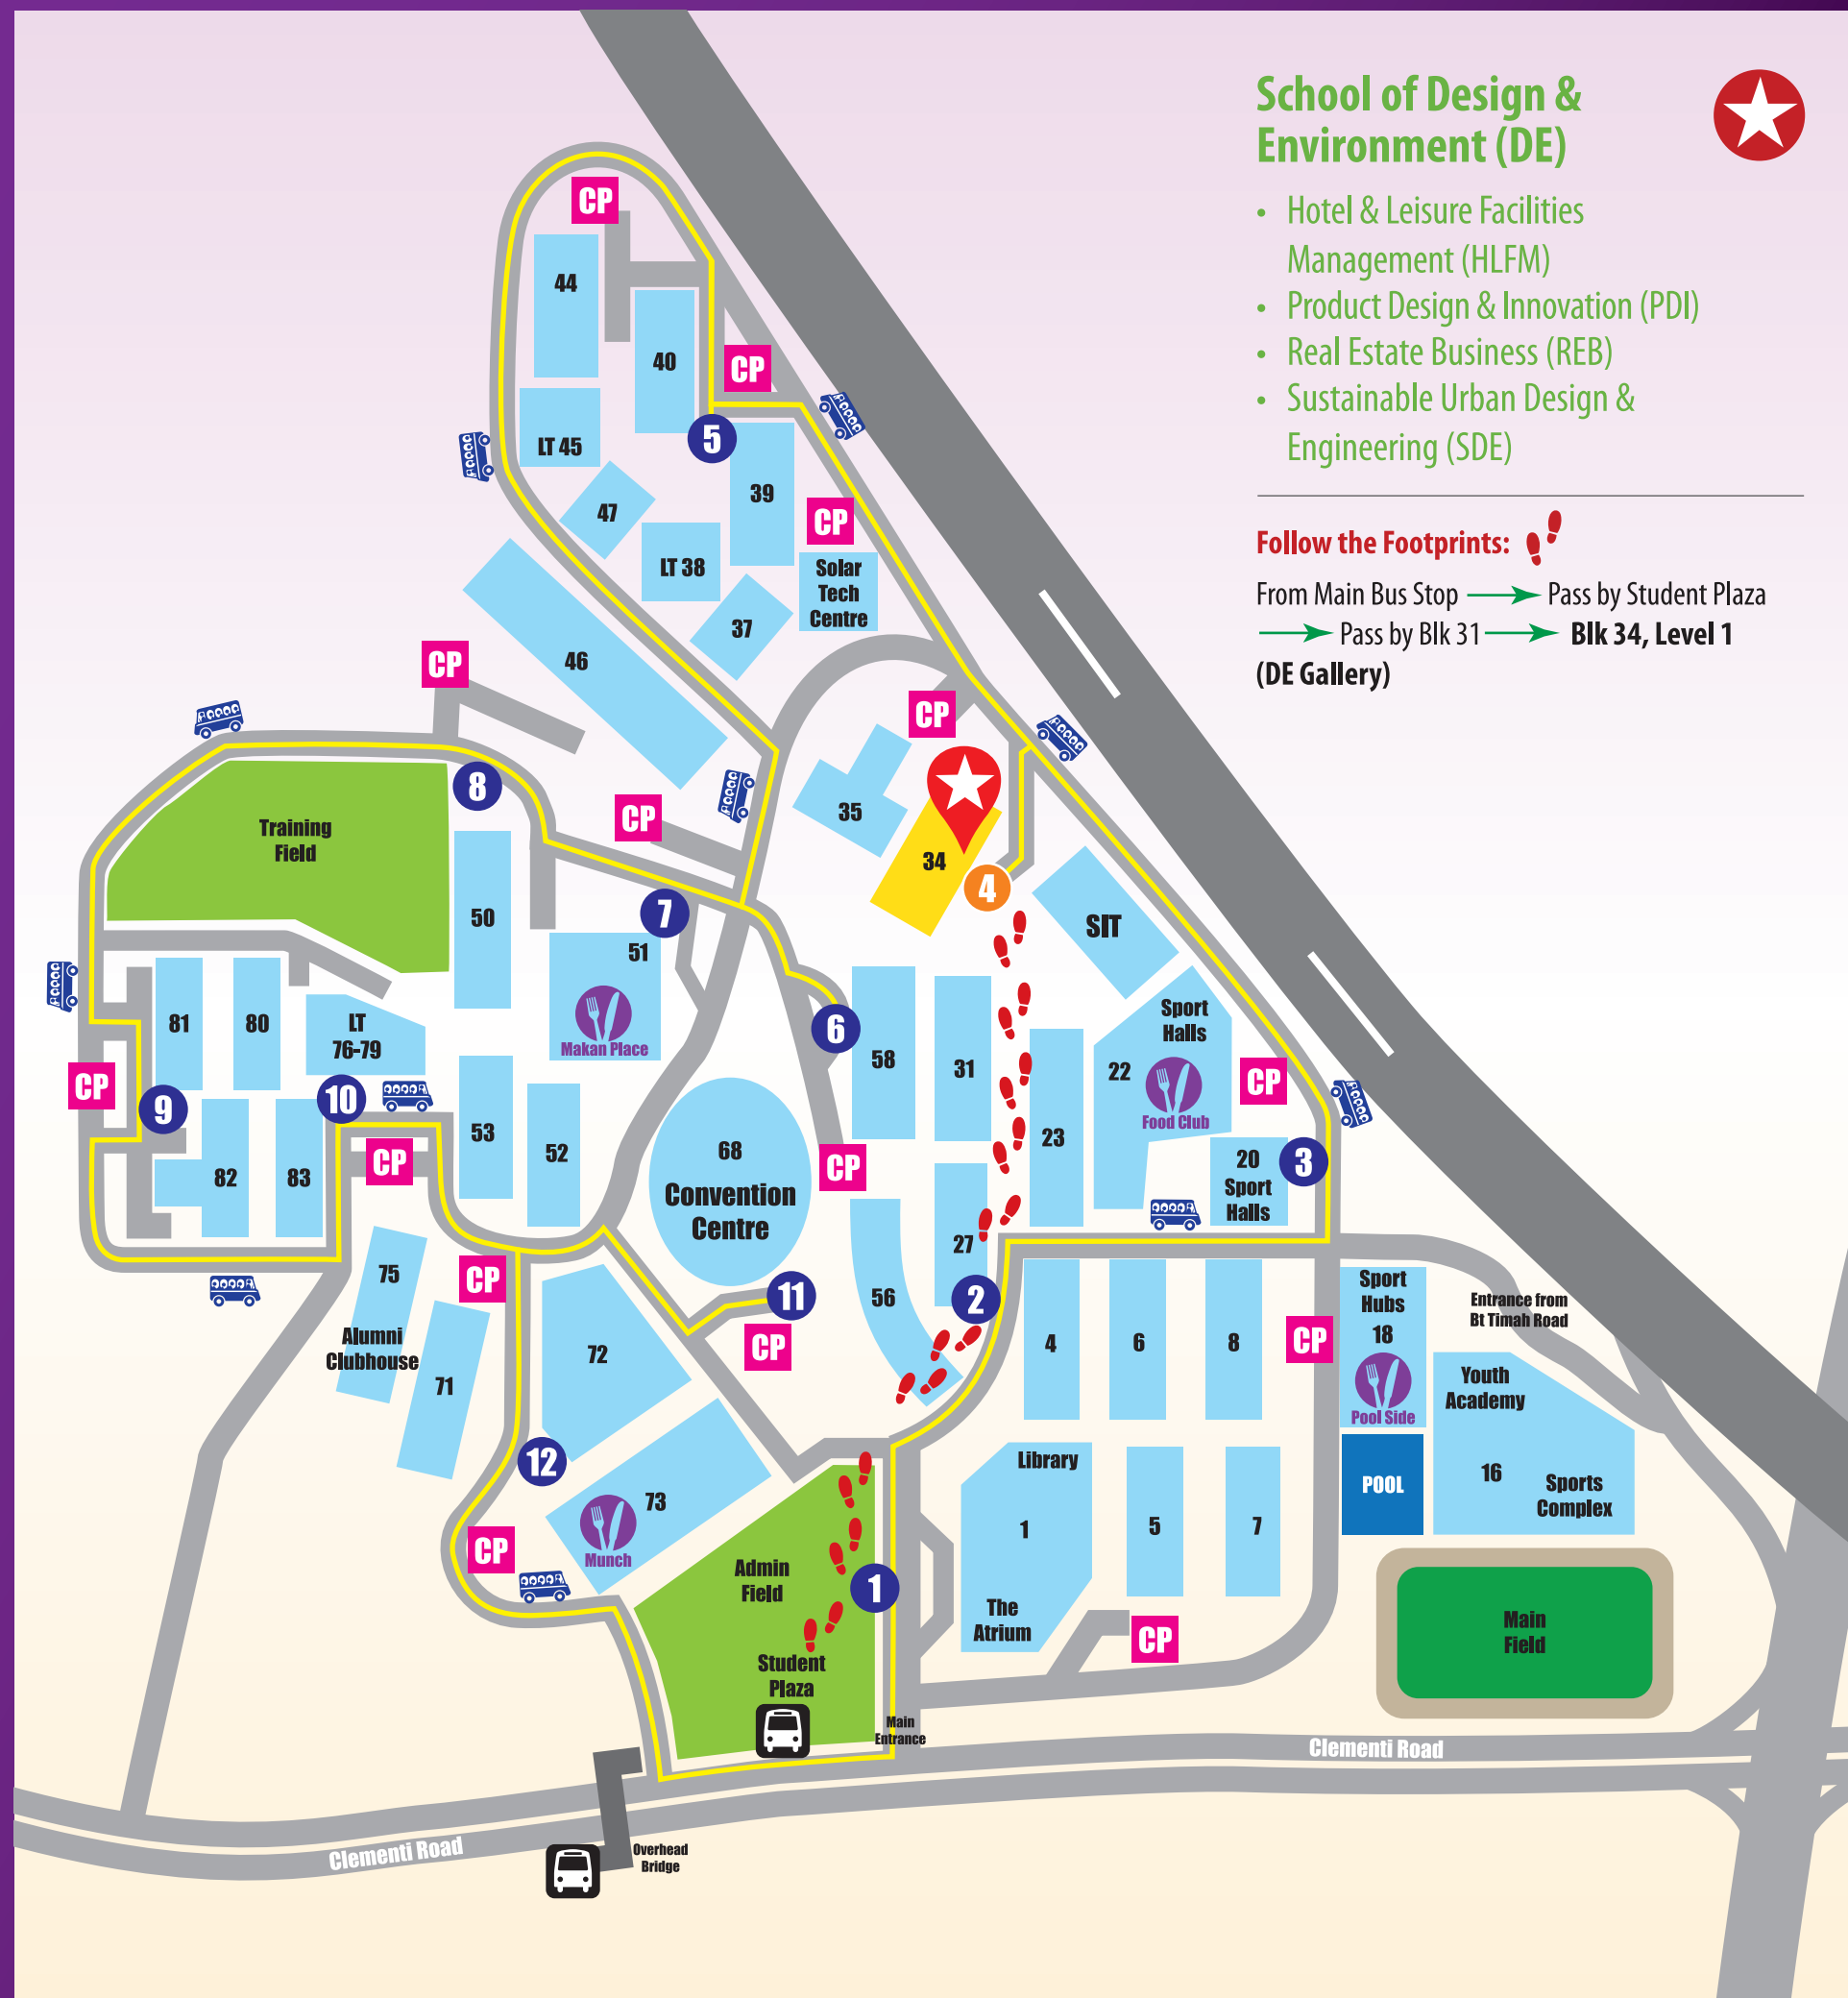 School of Design &
Environment (DE)
• Hotel & Leisure Facilities
Management (HLFM)
• Product Design & Innovation (PDI)
• Real Estate Business (REB)
• Sustainable Urban Design &
Engineering (SDE)
Follow the Footprints:
From Main Bus Stop → Pass by Student Plaza
→ Pass by Blk 31 → Blk 34, Level 1
(DE Gallery)
CP
44
40
CP
5
LT 45
39
47
CP
LT 38
Solar
Tech
Centre
37
46
CP
CP
8
35
CP
Training
Field
34
4
7
50
51
SIT
Makan Place
6
58
31
Sport
Halls
22
Food Club
CP
81
80
LT
76-79
CP
9
10
53
52
23
CP
82
83
68
Convention
Centre
CP
20
Sport
Halls
3
27
75
CP
11
56
2
Alumni
Clubhouse
71
72
CP
4
6
8
CP
Sport
Hubs
18
Pool Side
Entrance from
Bt Timah Road
Youth
Academy
16
Sports
Complex
POOL
12
73
Munch
CP
Library
1
The
Atrium
5
7
Admin
Field
1
Student
Plaza
CP
Main
Field
Main
Entrance
Clementi Road
Clementi Road
Overhead
Bridge